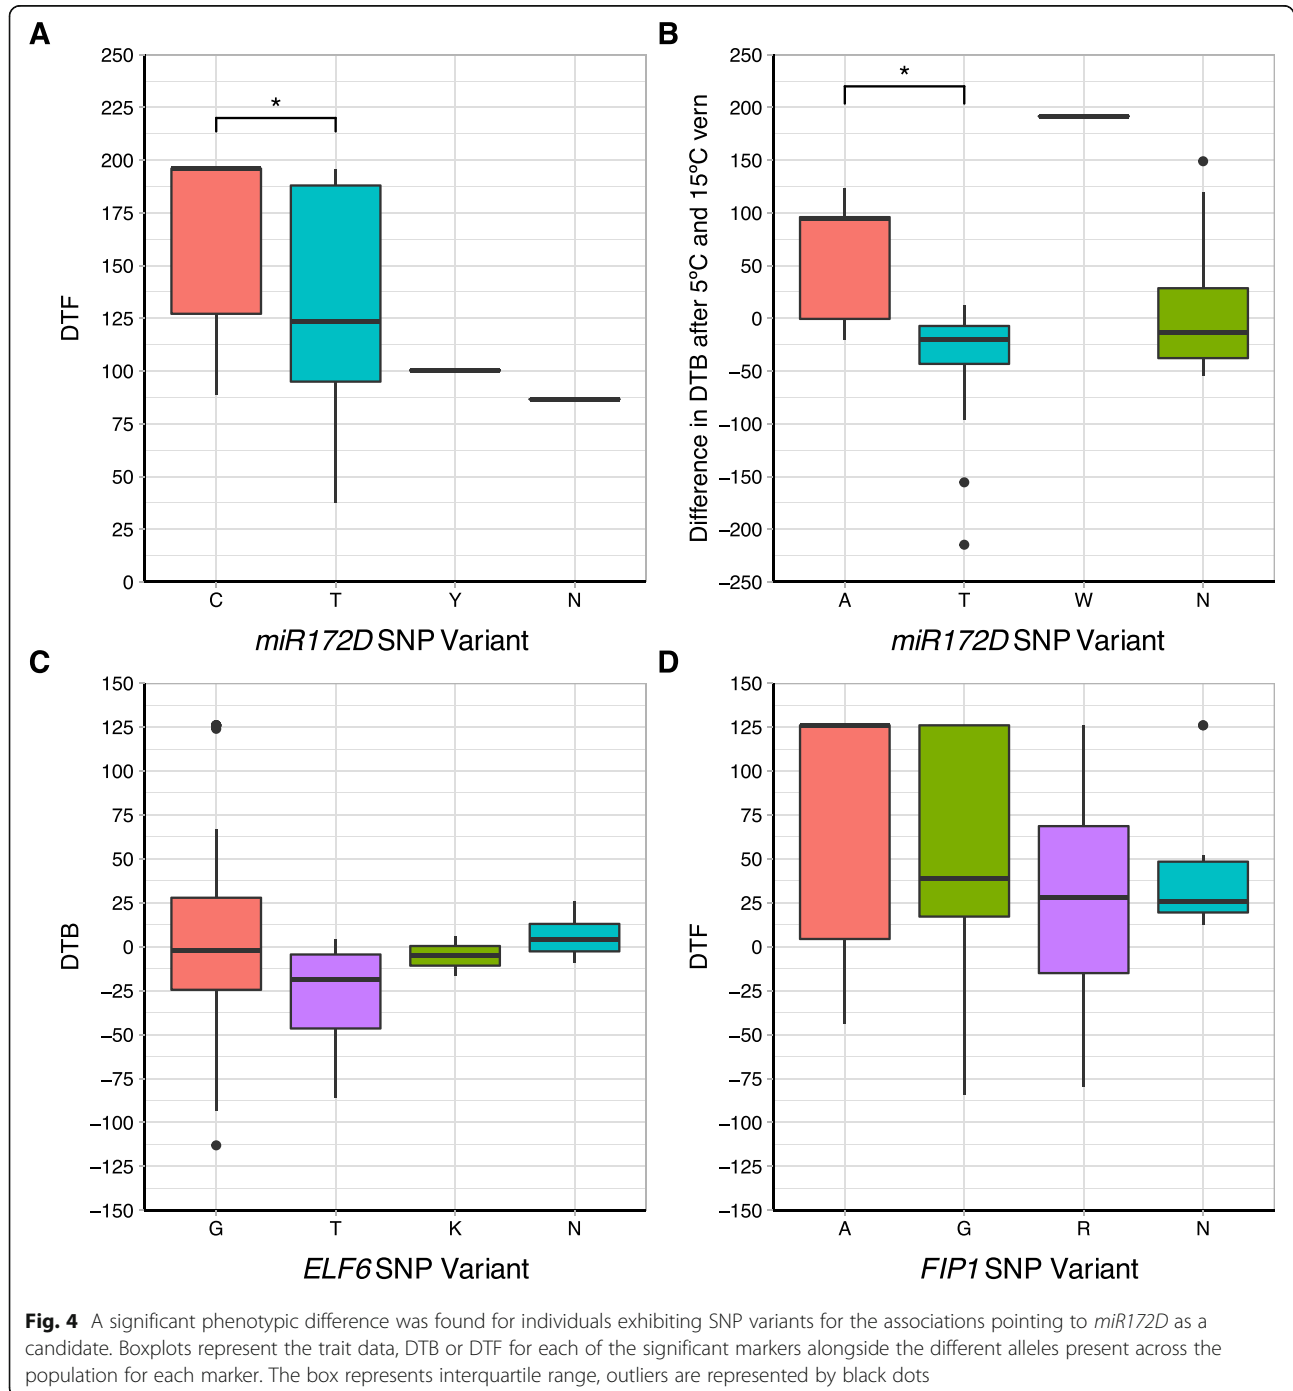 A
250
225
200
175
150
125
100
75
50
25
0
DTF
*
C T Y N
miR172D SNP Variant
B
250
200
150
100
50
0
−50
−100
−150
−200
−250
Difference in DTB after 5ºC and 15ºC vern
*
A T W N
miR172D SNP Variant
C
150
125
100
75
50
25
0
−25
−50
−75
−100
−125
−150
DTB
G T K N
ELF6 SNP Variant
D
150
125
100
75
50
25
0
−25
−50
−75
−100
−125
−150
DTF
A G R N
FIP1 SNP Variant
Fig. 4 A significant phenotypic difference was found for individuals exhibiting SNP variants for the associations pointing to miR172D as a
candidate. Boxplots represent the trait data, DTB or DTF for each of the significant markers alongside the different alleles present across the
population for each marker. The box represents interquartile range, outliers are represented by black dots